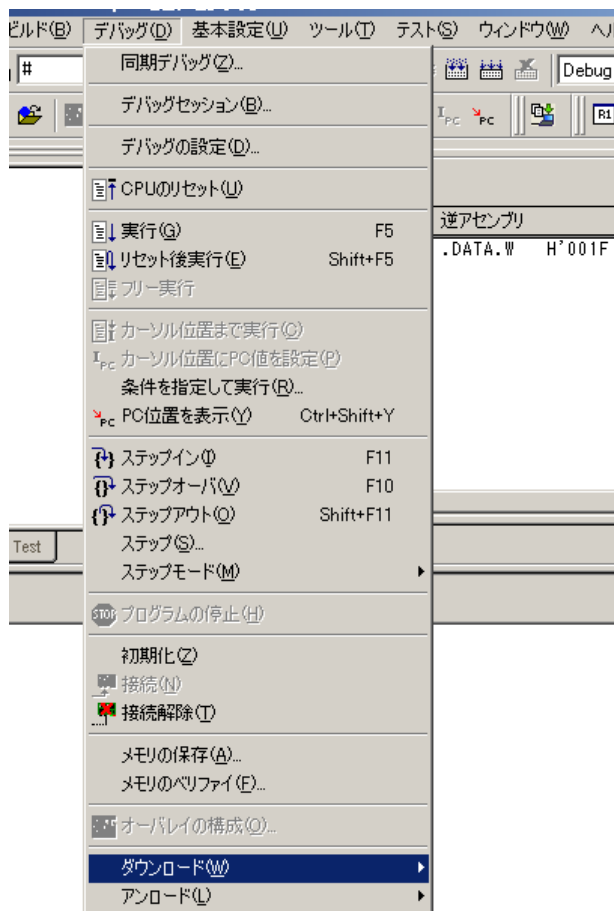 ビルド(B) デバッグ(D) 基本設定(U) ツール(T) テスト(S) ウィンドウ(W) ヘル
#
Debug
同期デバッグ(Z)...
デバッグセッション(B)...
PC PC R1
デバッグの設定(D)...
CPUのリセット(U)
逆アセンブリ
実行(G) F5
.DATA.W H'001F
リセット後実行(E) Shift+F5
フリー実行
カーソル位置まで実行(C)
カーソル位置にPC値を設定(P)
条件を指定して実行(R)...
PC位置を表示(Y) Ctrl+Shift+Y
ステップイン(I) F11
ステップオーバ(V) F10
ステップアウト(O) Shift+F11
Test
ステップ(S)...
ステップモード(M)
STOP プログラムの停止(H)
初期化(Z)
接続(N)
接続解除(T)
メモリの保存(A)...
メモリのベリファイ(F)...
オーバレイの構成(O)...
ダウンロード(W)
アンロード(L)